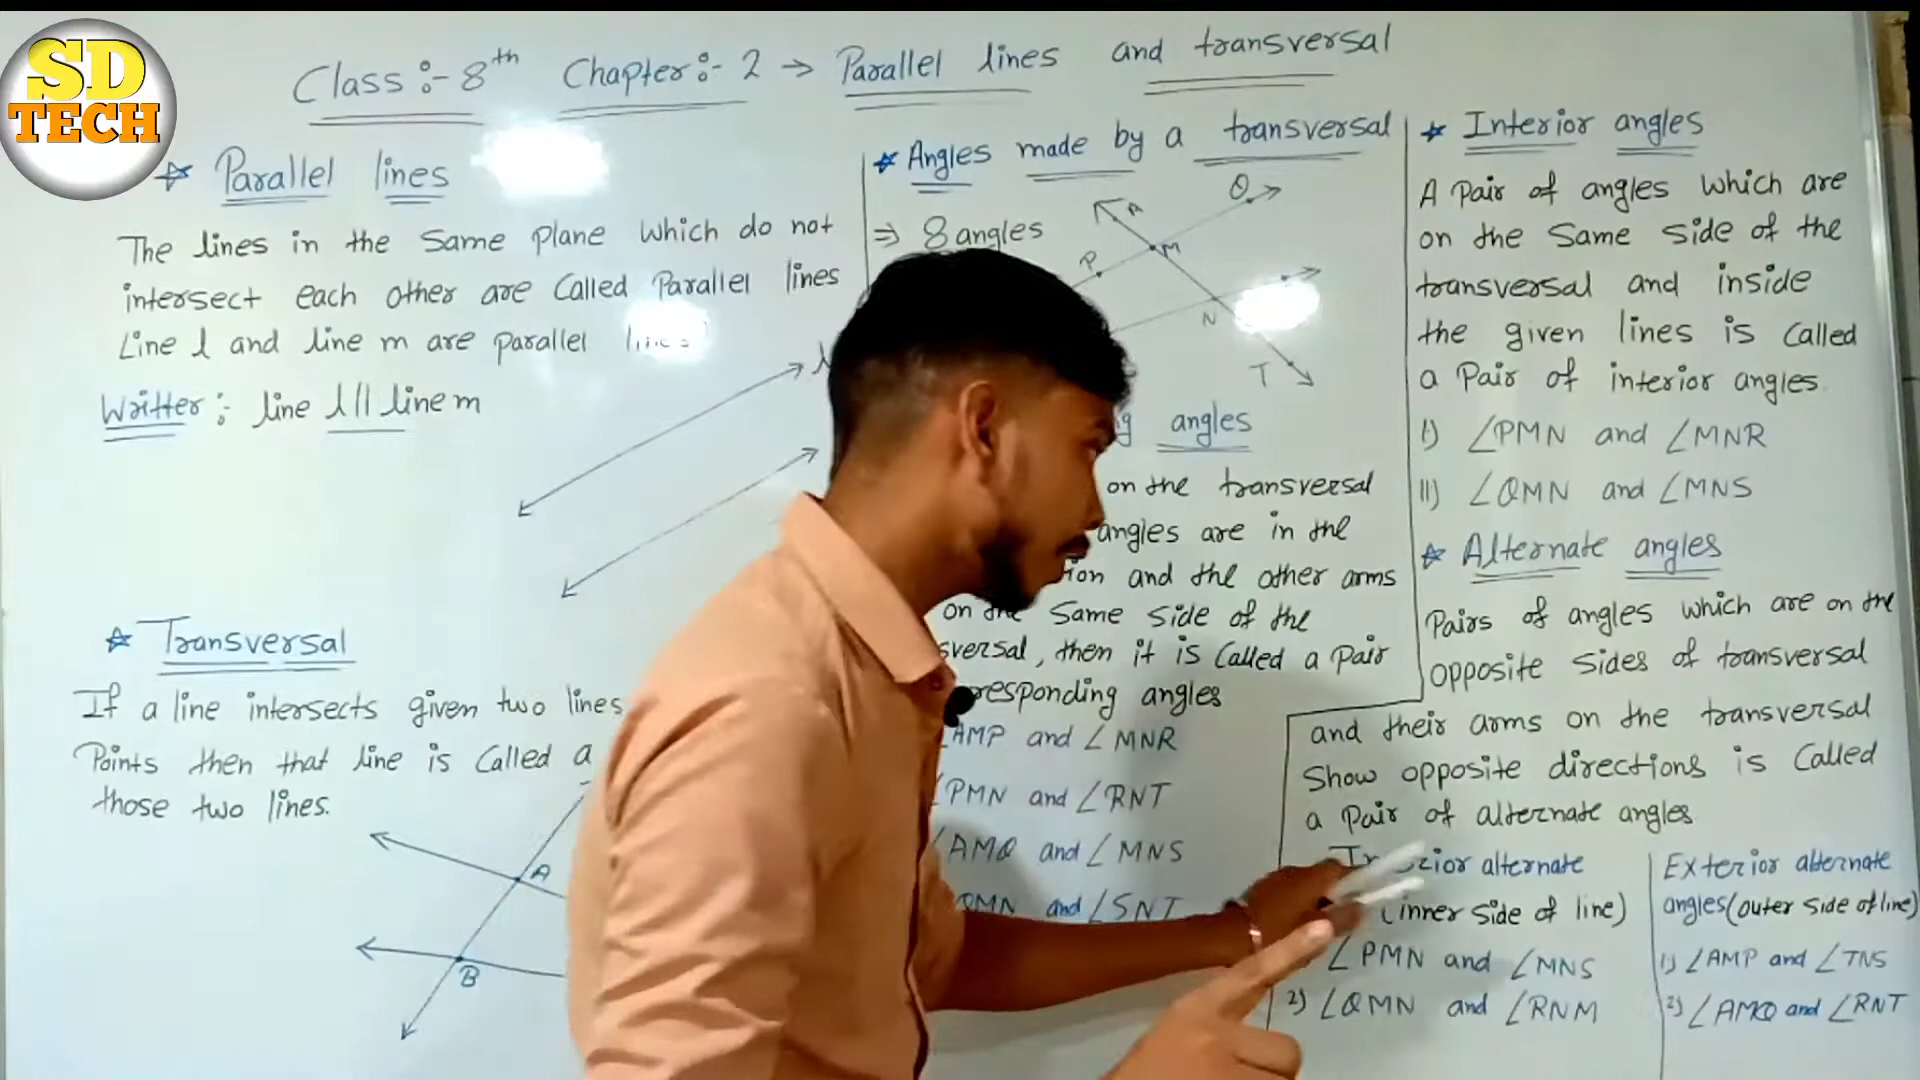 SD
TECH
Class :- 8th Chapter :- 2 → Parallel lines and transversal
Parallel lines
The lines in the same plane which do not
intersect each other are called Parallel lines
Line l and line m are parallel
Writter :- line l || line m
l
Transversal
If a line intersects given two lines
Points then that line is called a
those two lines.
A
B
Angles made by a transversal
⇒ 8 angles
A
Q
P
M
N
T
angles
on the transversal
angles are in the
and the other arms
on the same side of the
then it is called a pair
angles
∠AMP and ∠MNR
∠PMN and ∠RNT
∠AMQ and ∠MNS
and ∠SNT
Interior angles
A Pair of angles which are
on the same side of the
transversal and inside
the given lines is called
a Pair of interior angles.
I) ∠PMN and ∠MNR
II) ∠QMN and ∠MNS
Alternate angles
Pairs of angles which are on the
opposite sides of transversal
and their arms on the transversal
show opposite directions is called
a Pair of alternate angles
alternate
(inner side of line)
∠PMN and ∠MNS
2) ∠QMN and ∠RNM
Exterior alternate
angles (outer side of line)
1) ∠AMP and ∠TNS
2) ∠AMQ and ∠RNT